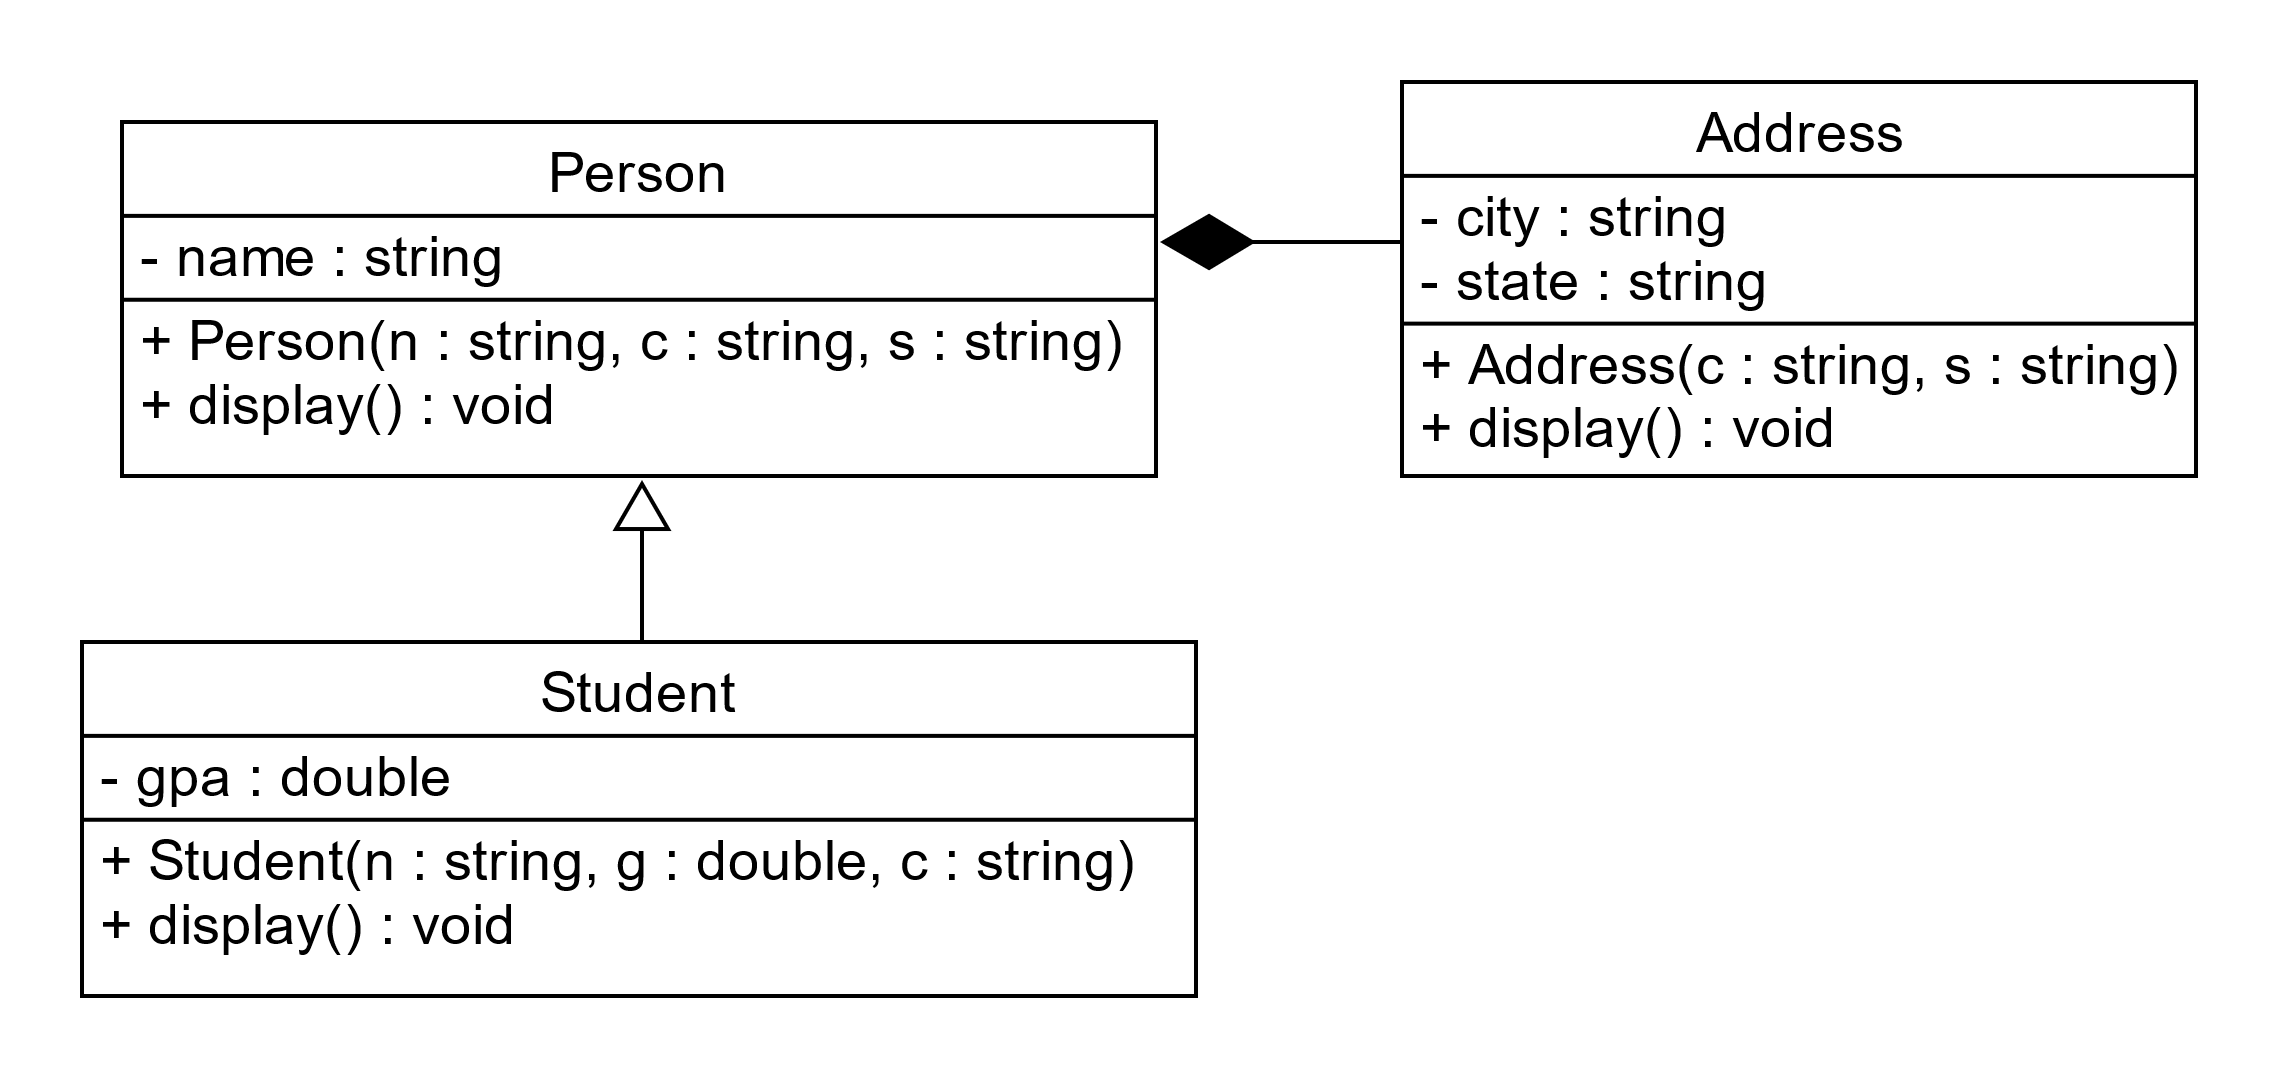 Person
- name : string
+ Person(n : string, c : string, s : string)
+ display() : void
Address
- city : string
- state : string
+ Address(c : string, s : string)
+ display() : void
Student
- gpa : double
+ Student(n : string, g : double, c : string)
+ display() : void